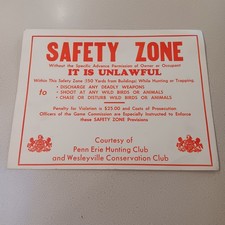 SAFETY ZONE
Without the Specific Advance Permission of Owner or Occupant
IT IS UNLAWFUL
Within This Safety Zone 150 Yards from Buildings) While Hunting or Trapping
to
• DISCHARGE ANY DEADLY WEAPONS
• SHOOT AT ANY WILD BIRDS OR ANIMALS
• CHASE OR DISTURB WILD BIRDS OR ANIMALS
Penalty for Violation is $25.00 and Costs of Prosecution
Officers of the Game Commission are Especially Instructed to Enforce
these SAFETY ZONE Provisions
Courtesy of
Penn Erie Hunting Club
and Wesleyville Conservation Club